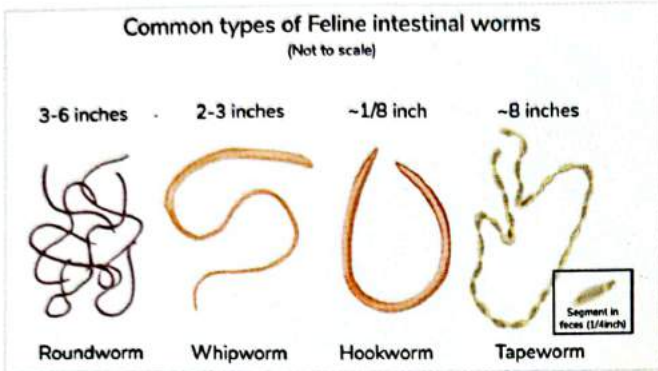 Common types of Feline intestinal worms
(Not to scale)
3-6 inches
2-3 inches
~1/8 inch
~8 inches
Segment in
feces (1/4inch)
Roundworm
Whipworm
Hookworm
Tapeworm